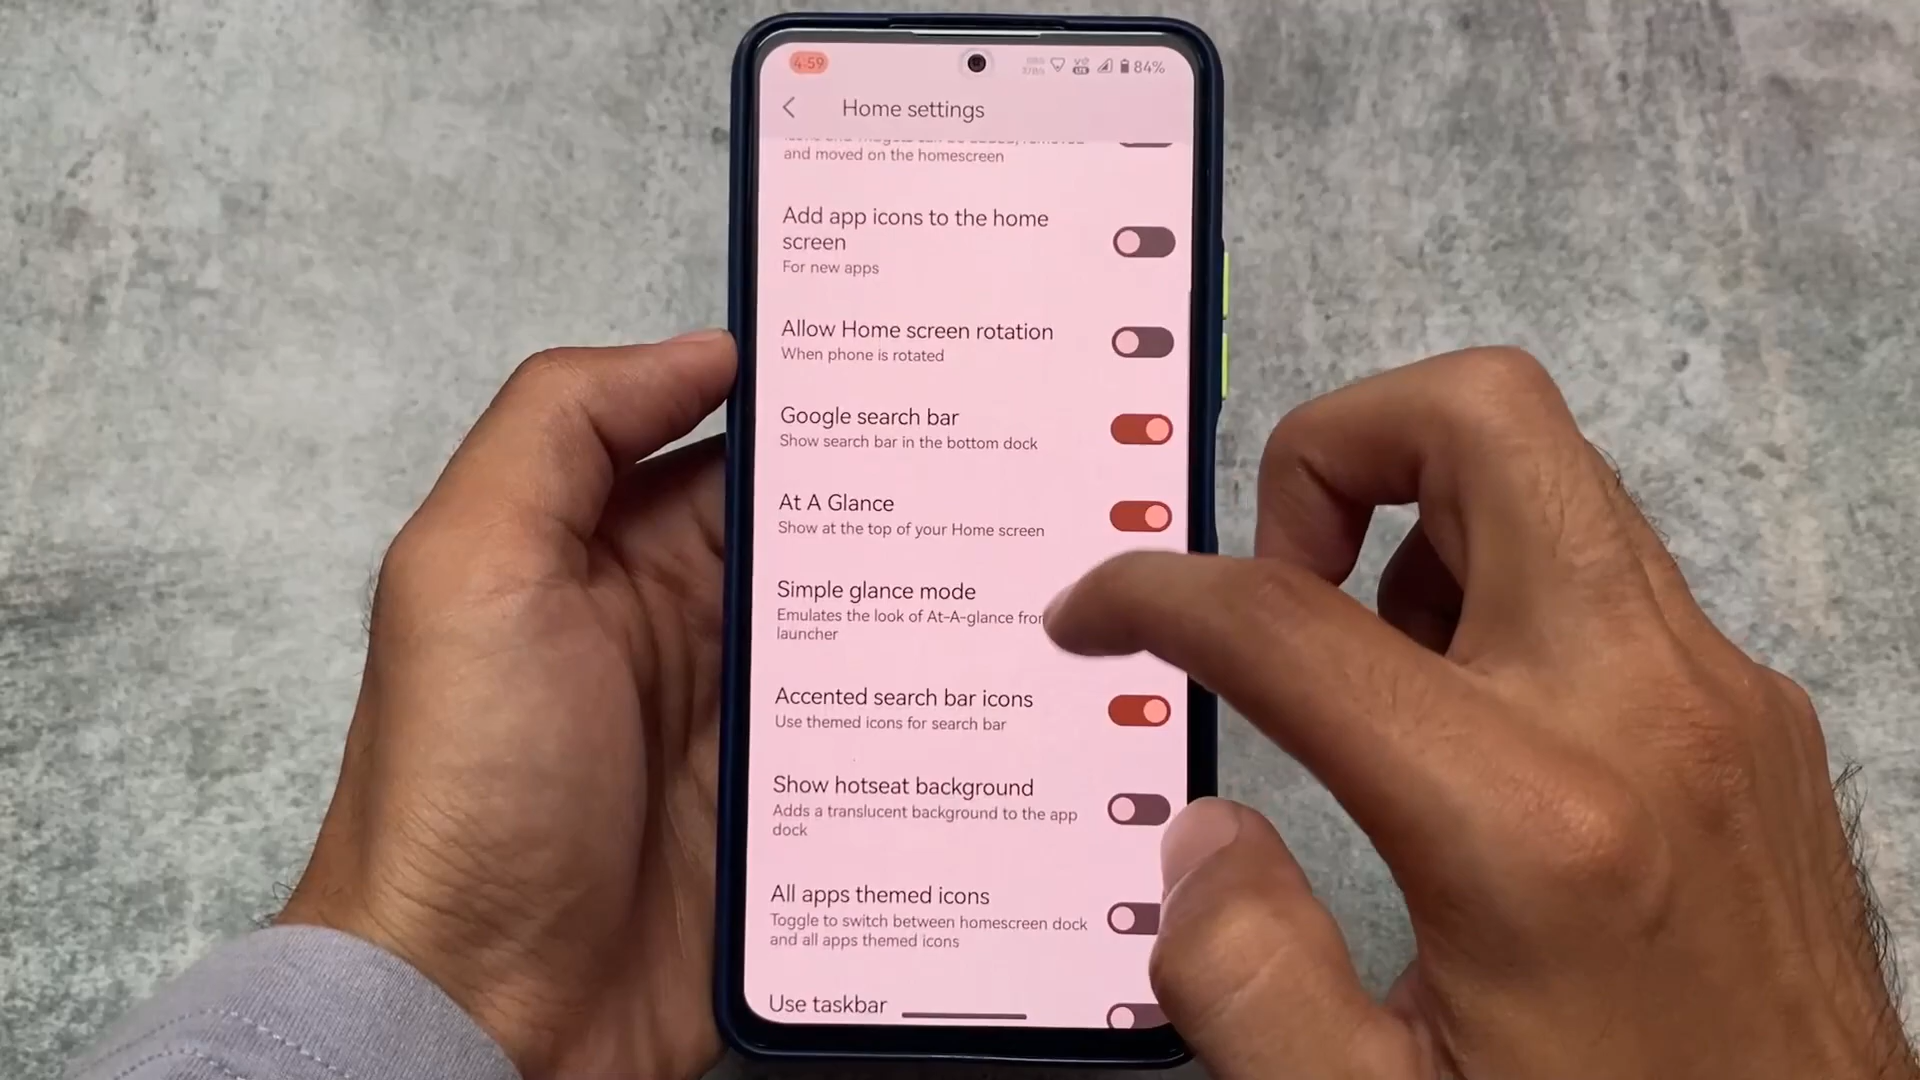 4:59
84%
Home settings
and moved on the homescreen
Add app icons to the home
screen
For new apps
Allow Home screen rotation
When phone is rotated
Google search bar
Show search bar in the bottom dock
At A Glance
Show at the top of your Home screen
Simple glance mode
Emulates the look of At-A-glance from
launcher
Accented search bar icons
Use themed icons for search bar
Show hotseat background
Adds a translucent background to the app
dock
All apps themed icons
Toggle to switch between homescreen dock
and all apps themed icons
Use taskbar